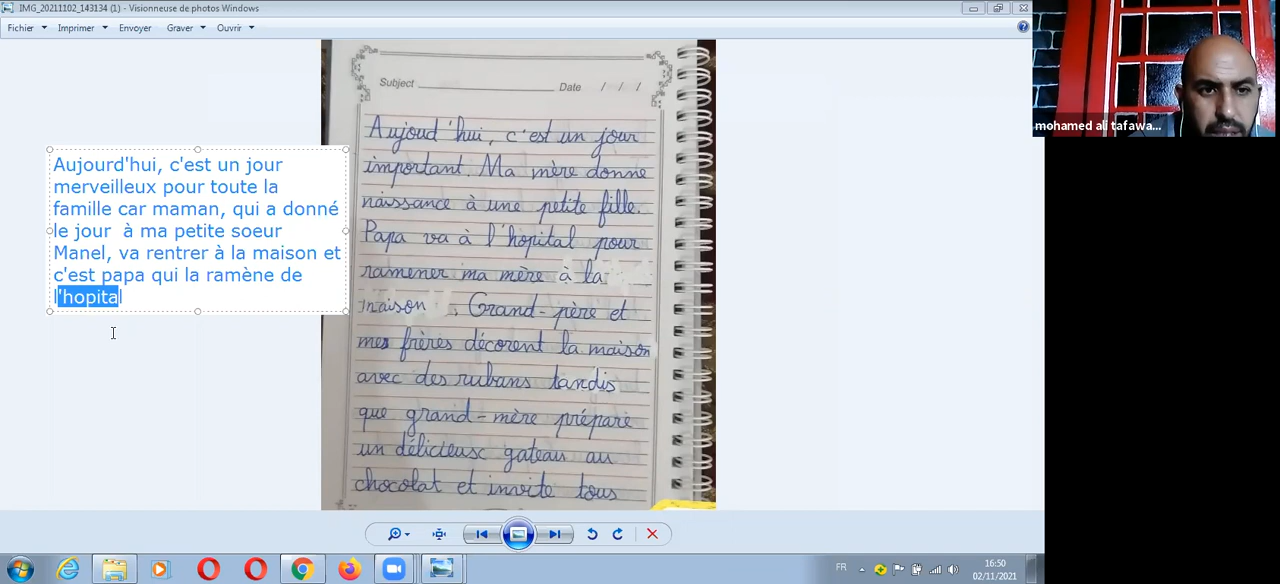 IMG_20211102_143134 (1) - Visionneuse de photos Windows
Fichier Imprimer Envoyer Graver Ouvrir
mohamed ali tafawa...
Aujourd'hui, c'est un jour
merveilleux pour toute la
famille car maman, qui a donné
le jour à ma petite soeur
Manel, va rentrer à la maison et
c'est papa qui la ramène de
l'hopital
Subject Date / / /
Aujoud'hui, c'est un jour
important. Ma mère donne
naissance à une petite fille.
Papa va à l'hôpital pour
ramener ma mère à la
maison . Grand-père et
mes frères décorent la maison
avec des rubans tandis
que grand-mère prépare
un délicieux gateau au
chocolat et invite tous
FR
16:50
02/11/2021